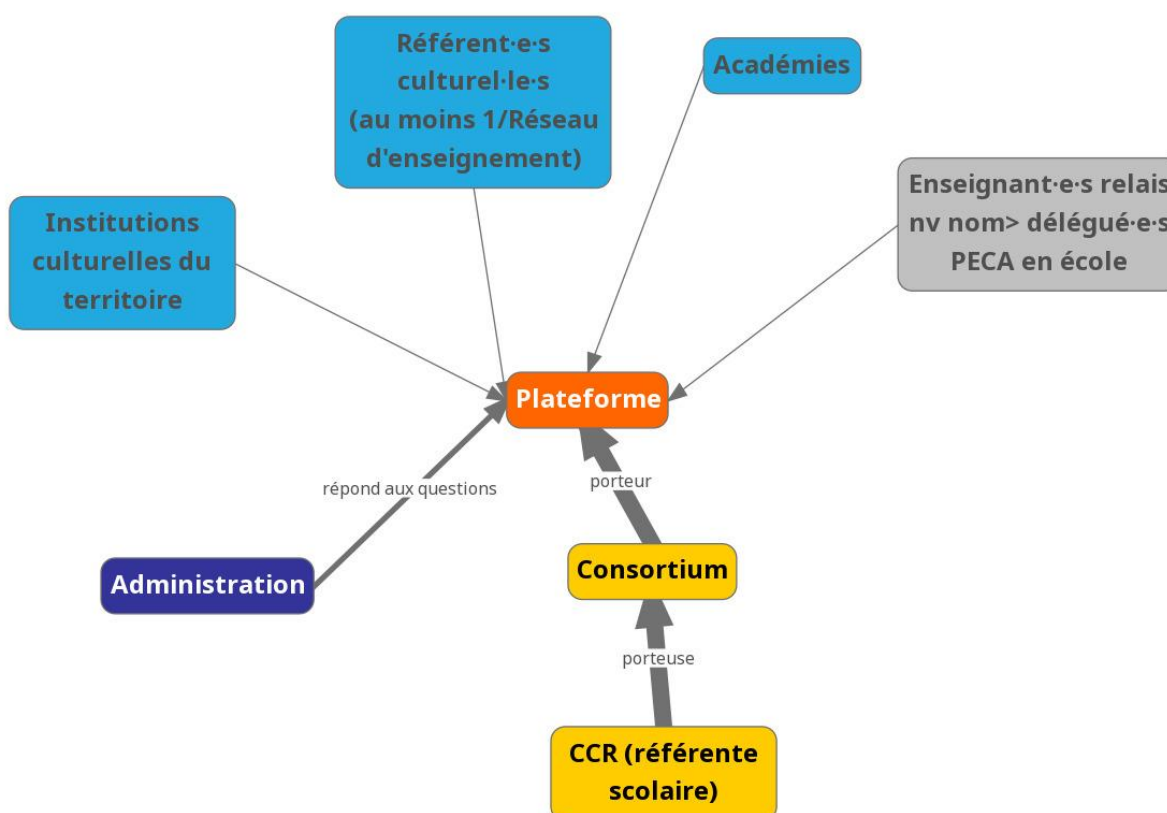 Référent·e·s
culturel·le·s
(au moins 1/Réseau
d'enseignement)
Académies
Enseignant·e·s relais
nv nom> délégué·e·s
PECA en école
Institutions
culturelles du
territoire
Plateforme
répond aux questions
porteur
Administration
Consortium
porteuse
CCR (référente
scolaire)